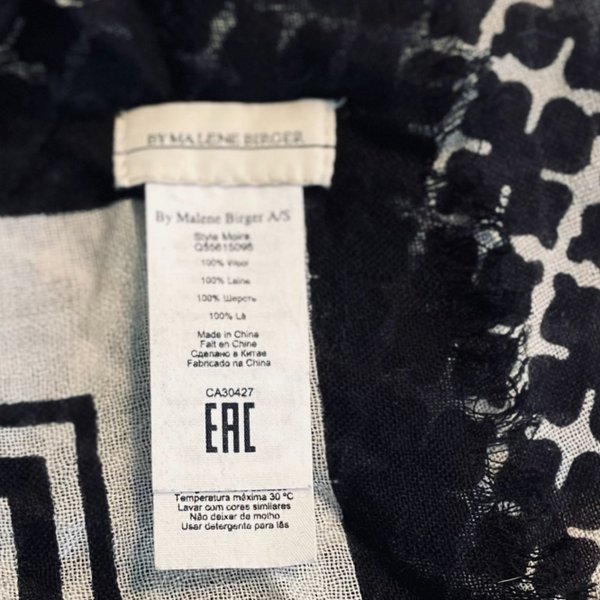 BY MALENE BIRGER
By Malene Birger A/S
Style Moira
Q55615095
100% Wool
100% Laine
100% Шерсть
100% Lã
Made in China
Fait en Chine
Сделано в Китае
Fabricado na China
CA30427
EAC
Temperatura máxima 30 ºC
Lavar com cores similares
Não deixar de molho
Usar detergente para lãs